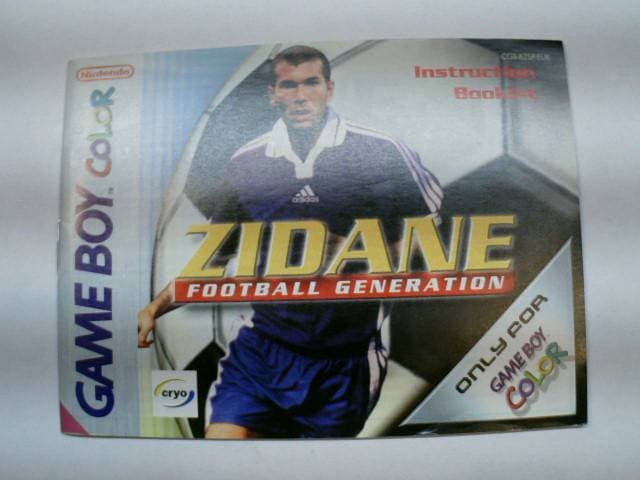 Nintendo
GAME BOY COLOR
Instruction
Booklet
adidas
ZIDANE
FOOTBALL GENERATION
cryo
ONLY FOR
GAME BOY
COLOR